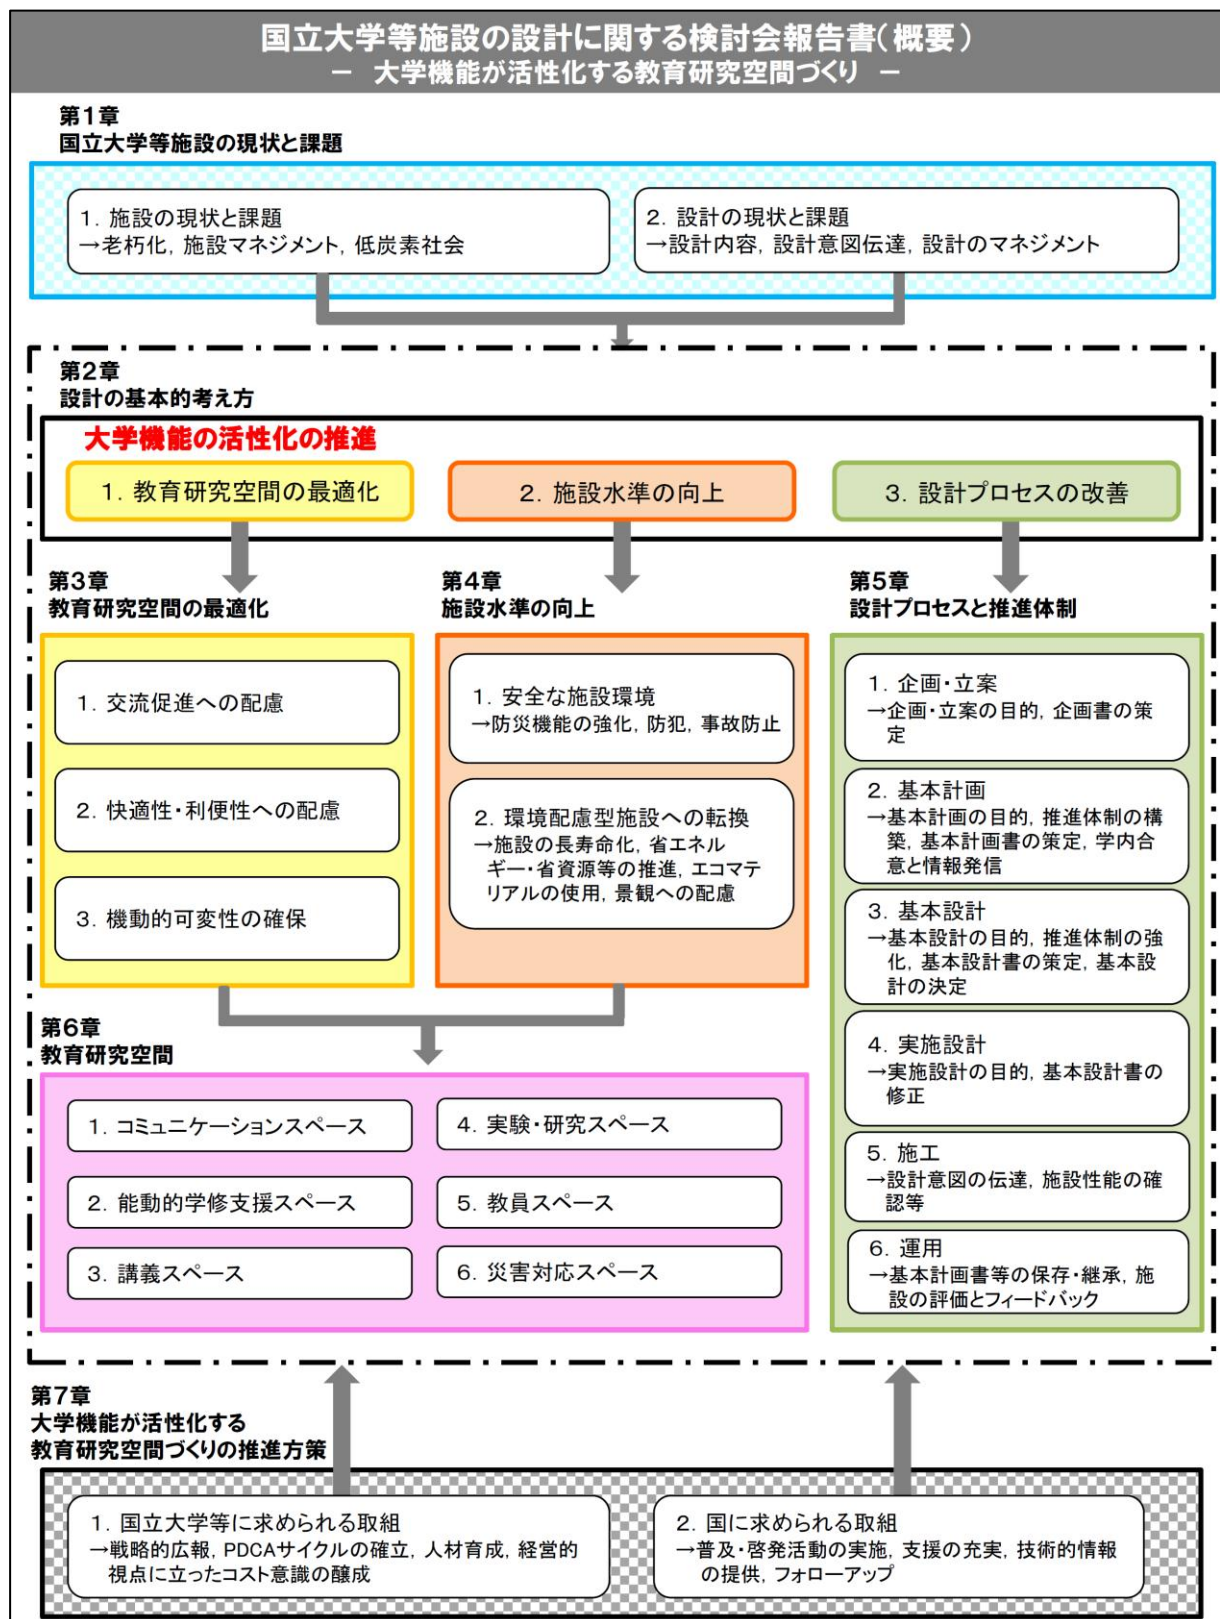 国立大学等施設の設計に関する検討会報告書(概要)
－ 大学機能が活性化する教育研究空間づくり －
第1章
国立大学等施設の現状と課題
1. 施設の現状と課題
→老朽化, 施設マネジメント, 低炭素社会
2. 設計の現状と課題
→設計内容, 設計意図伝達, 設計のマネジメント
第2章
設計の基本的考え方
大学機能の活性化の推進
1. 教育研究空間の最適化
2. 施設水準の向上
3. 設計プロセスの改善
第3章
教育研究空間の最適化
1. 交流促進への配慮
2. 快適性・利便性への配慮
3. 機動的可変性の確保
第4章
施設水準の向上
1. 安全な施設環境
→防災機能の強化, 防犯, 事故防止
2. 環境配慮型施設への転換
→施設の長寿命化, 省エネル
ギー・省資源等の推進, エコマテ
リアルの使用, 景観への配慮
第5章
設計プロセスと推進体制
1. 企画・立案
→企画・立案の目的, 企画書の策
定
2. 基本計画
→基本計画の目的, 推進体制の構
築, 基本計画書の策定, 学内合
意と情報発信
3. 基本設計
→基本設計の目的, 推進体制の強
化, 基本設計書の策定, 基本設
計の決定
4. 実施設計
→実施設計の目的, 基本設計書の
修正
5. 施工
→設計意図の伝達, 施設性能の確
認等
6. 運用
→基本計画書等の保存・継承, 施
設の評価とフィードバック
第6章
教育研究空間
1. コミュニケーションスペース
2. 能動的学修支援スペース
3. 講義スペース
4. 実験・研究スペース
5. 教員スペース
6. 災害対応スペース
第7章
大学機能が活性化する
教育研究空間づくりの推進方策
1. 国立大学等に求められる取組
→戦略的広報, PDCAサイクルの確立, 人材育成, 経営的
視点に立ったコスト意識の醸成
2. 国に求められる取組
→普及・啓発活動の実施, 支援の充実, 技術的情報
の提供, フォローアップ